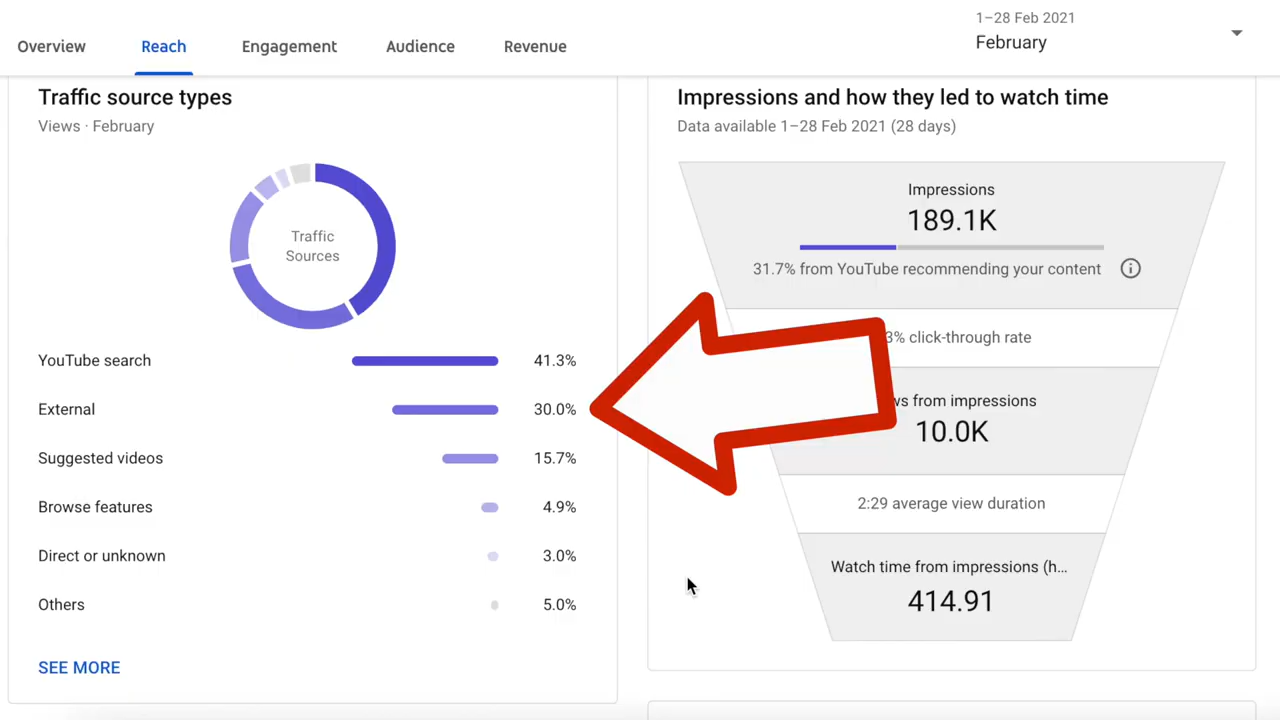 Overview
Reach
Engagement
Audience
Revenue
1–28 Feb 2021
February
Traffic source types
Views · February
Traffic
Sources
YouTube search 41.3%
External 30.0%
Suggested videos 15.7%
Browse features 4.9%
Direct or unknown 3.0%
Others 5.0%
SEE MORE
Impressions and how they led to watch time
Data available 1–28 Feb 2021 (28 days)
Impressions
189.1K
31.7% from YouTube recommending your content
click-through rate
from impressions
10.0K
2:29 average view duration
Watch time from impressions (h...
414.91